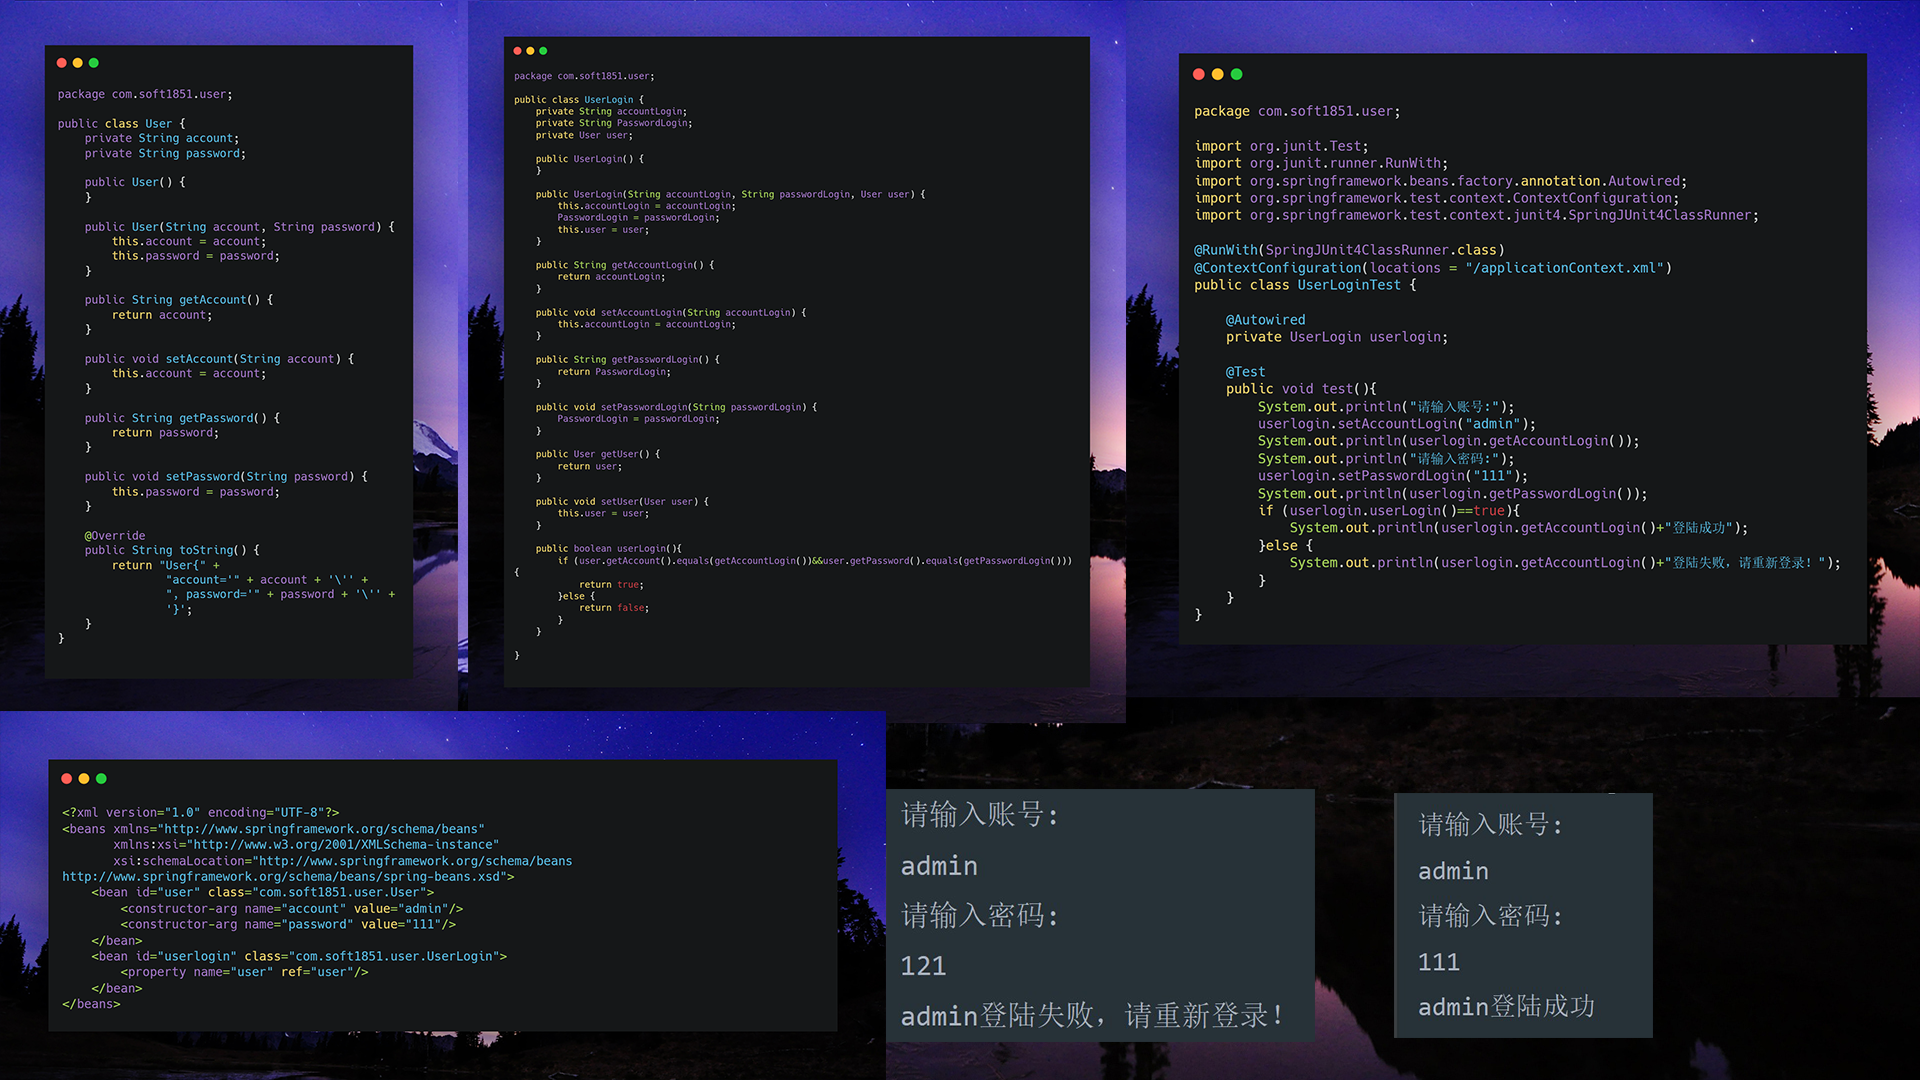 package com.soft1851.user;

public class User {
    private String account;
    private String password;

    public User() {
    }

    public User(String account, String password) {
        this.account = account;
        this.password = password;
    }

    public String getAccount() {
        return account;
    }

    public void setAccount(String account) {
        this.account = account;
    }

    public String getPassword() {
        return password;
    }

    public void setPassword(String password) {
        this.password = password;
    }

    @Override
    public String toString() {
        return "User{" +
                "account='" + account + '\'' +
                ", password='" + password + '\'' +
                '}';
    }
}
package com.soft1851.user;

public class UserLogin {
    private String accountLogin;
    private String PasswordLogin;
    private User user;

    public UserLogin() {
    }

    public UserLogin(String accountLogin, String passwordLogin, User user) {
        this.accountLogin = accountLogin;
        PasswordLogin = passwordLogin;
        this.user = user;
    }

    public String getAccountLogin() {
        return accountLogin;
    }

    public void setAccountLogin(String accountLogin) {
        this.accountLogin = accountLogin;
    }

    public String getPasswordLogin() {
        return PasswordLogin;
    }

    public void setPasswordLogin(String passwordLogin) {
        PasswordLogin = passwordLogin;
    }

    public User getUser() {
        return user;
    }

    public void setUser(User user) {
        this.user = user;
    }

    public boolean userLogin(){
        if (user.getAccount().equals(getAccountLogin())&&user.getPassword().equals(getPasswordLogin()))
{
            return true;
        }else {
            return false;
        }
    }

}
package com.soft1851.user;

import org.junit.Test;
import org.junit.runner.RunWith;
import org.springframework.beans.factory.annotation.Autowired;
import org.springframework.test.context.ContextConfiguration;
import org.springframework.test.context.junit4.SpringJUnit4ClassRunner;

@RunWith(SpringJUnit4ClassRunner.class)
@ContextConfiguration(locations = "/applicationContext.xml")
public class UserLoginTest {

    @Autowired
    private UserLogin userlogin;

    @Test
    public void test(){
        System.out.println("请输入账号:");
        userlogin.setAccountLogin("admin");
        System.out.println(userlogin.getAccountLogin());
        System.out.println("请输入密码:");
        userlogin.setPasswordLogin("111");
        System.out.println(userlogin.getPasswordLogin());
        if (userlogin.userLogin()==true){
            System.out.println(userlogin.getAccountLogin()+"登陆成功");
        }else {
            System.out.println(userlogin.getAccountLogin()+"登陆失败，请重新登录！");
        }
    }
}
<?xml version="1.0" encoding="UTF-8"?>
<beans xmlns="http://www.springframework.org/schema/beans"
       xmlns:xsi="http://www.w3.org/2001/XMLSchema-instance"
       xsi:schemaLocation="http://www.springframework.org/schema/beans
http://www.springframework.org/schema/beans/spring-beans.xsd">
    <bean id="user" class="com.soft1851.user.User">
        <constructor-arg name="account" value="admin"/>
        <constructor-arg name="password" value="111"/>
    </bean>
    <bean id="userlogin" class="com.soft1851.user.UserLogin">
        <property name="user" ref="user"/>
    </bean>
</beans>
请输入账号：
admin
请输入密码：
121
admin登陆失败，请重新登录！
请输入账号：
admin
请输入密码：
111
admin登陆成功